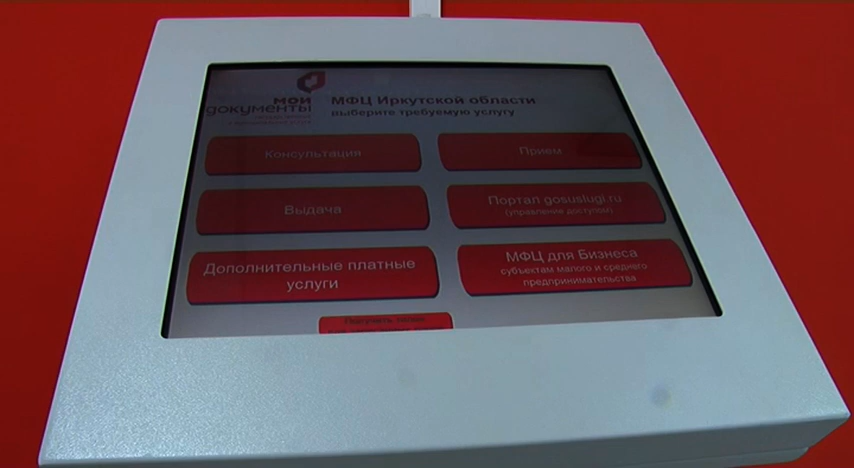 мои
документы
МФЦ Иркутской области
выберите требуемую услугу
Консультация
Прием
Выдача
Портал gosuslugi.ru
(управление доступом)
Дополнительные платные
услуги
МФЦ для Бизнеса
субъектам малого и среднего
предпринимательства
Получить